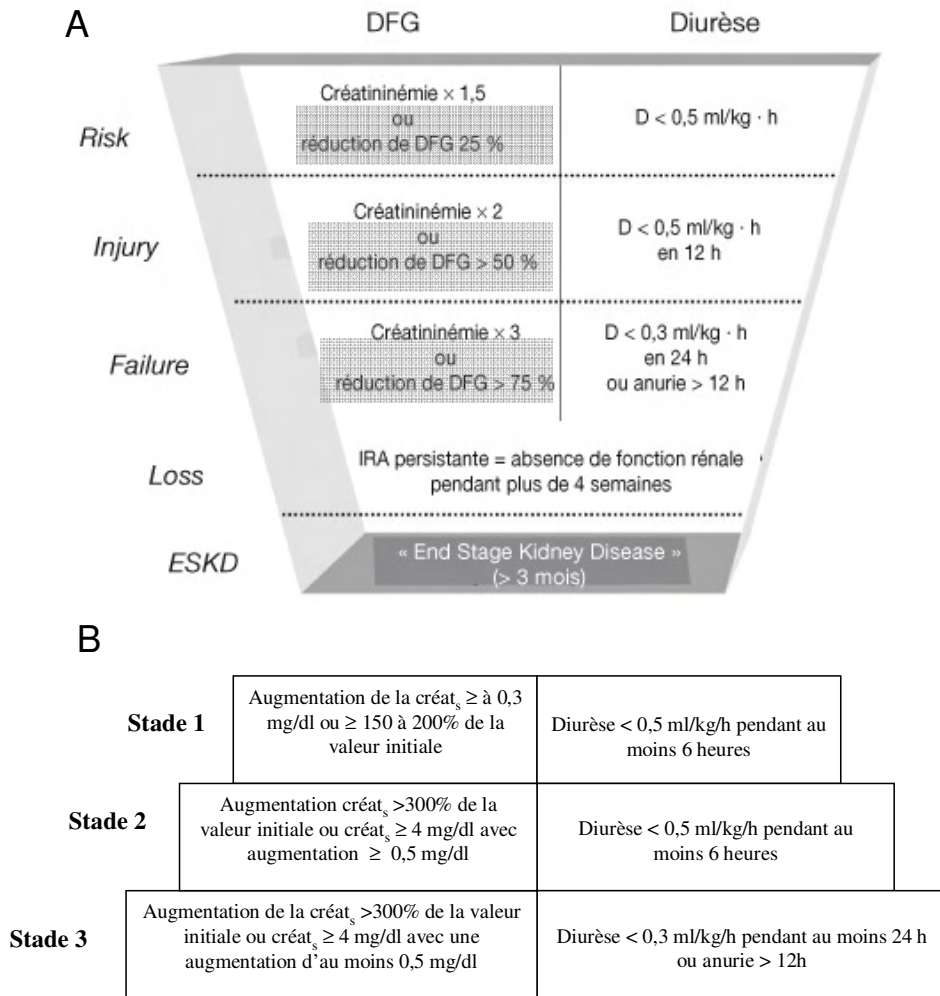 A
DFG
Diurèse
Risk
Créatininémie × 1,5
ou
réduction de DFG 25 %
D < 0,5 ml/kg · h
Injury
Créatininémie × 2
ou
réduction de DFG > 50 %
D < 0,5 ml/kg · h
en 12 h
Failure
Créatininémie × 3
ou
réduction de DFG > 75 %
D < 0,3 ml/kg · h
en 24 h
ou anurie > 12 h
Loss
IRA persistante = absence de fonction rénale
pendant plus de 4 semaines
ESKD
« End Stage Kidney Disease »
(> 3 mois)
B
Stade 1
Augmentation de la créatₛ ≥ à 0,3
mg/dl ou ≥ 150 à 200% de la
valeur initiale
Diurèse < 0,5 ml/kg/h pendant au
moins 6 heures
Stade 2
Augmentation créatₛ >300% de la
valeur initiale ou créatₛ ≥ 4 mg/dl avec
augmentation ≥ 0,5 mg/dl
Diurèse < 0,5 ml/kg/h pendant au
moins 6 heures
Stade 3
Augmentation de la créatₛ >300% de la valeur
initiale ou créatₛ ≥ 4 mg/dl avec une
augmentation d'au moins 0,5 mg/dl
Diurèse < 0,3 ml/kg/h pendant au moins 24 h
ou anurie > 12h